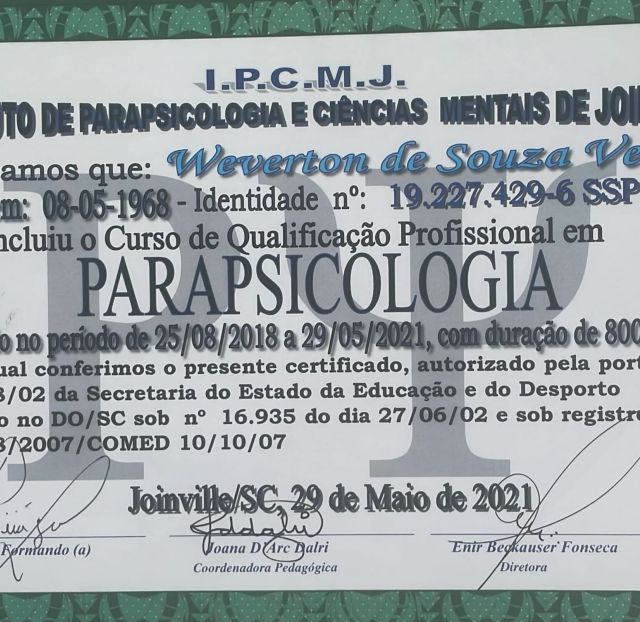 I.P.C.M.J.
UTO DE PARAPSICOLOGIA E CIÊNCIAS MENTAIS DE JOI
amos que: Weverton de Souza Ve
em: 08-05-1968 - Identidade nº: 19.227.429-6 SSP
ncluiu o Curso de Qualificação Profissional em
PARAPSICOLOGIA
o no período de 25/08/2018 a 29/05/2021, com duração de 800
ual conferimos o presente certificado, autorizado pela port
3/02 da Secretaria do Estado da Educação e do Desporto
o no DO/SC sob nº 16.935 do dia 27/06/02 e sob registro
3/2007/COMED 10/10/07
Joinville/SC, 29 de Maio de 2021
Formando (a) Joana D'Arc Dalri Enir Beckauser Fonseca
Coordenadora Pedagógica Diretora